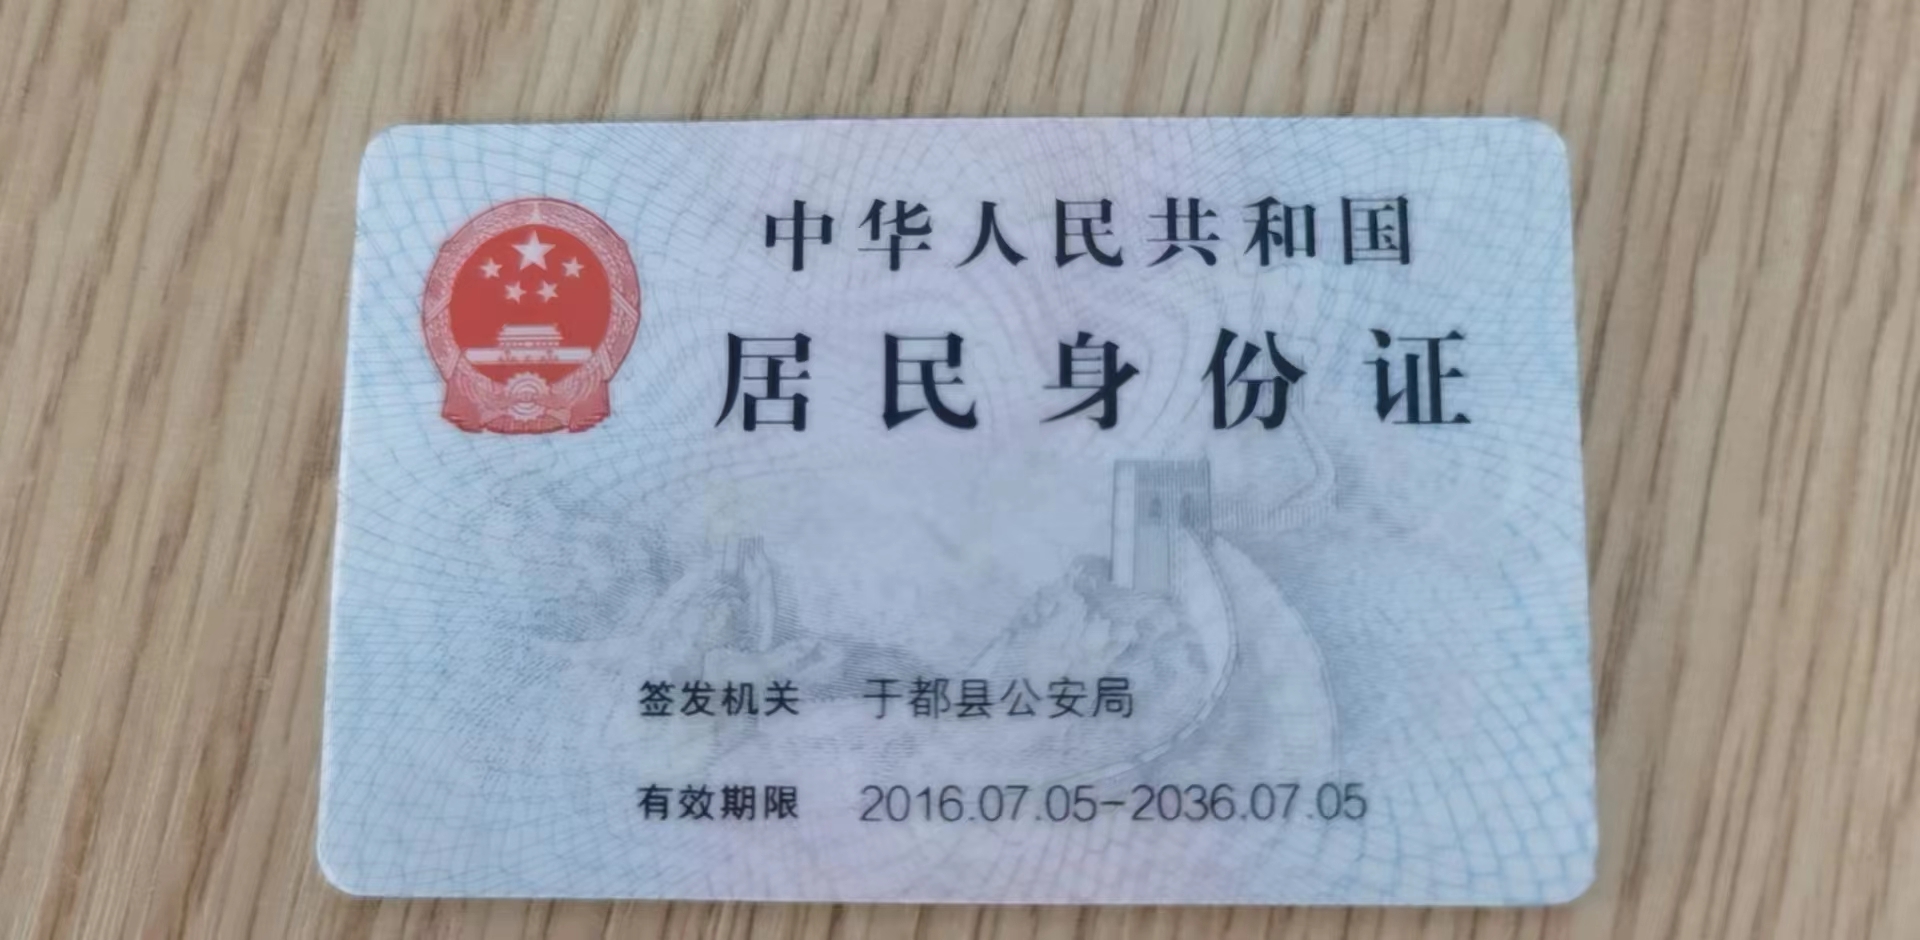 中华人民共和国
居民身份证
签发机关 于都县公安局
有效期限 2016.07.05-2036.07.05